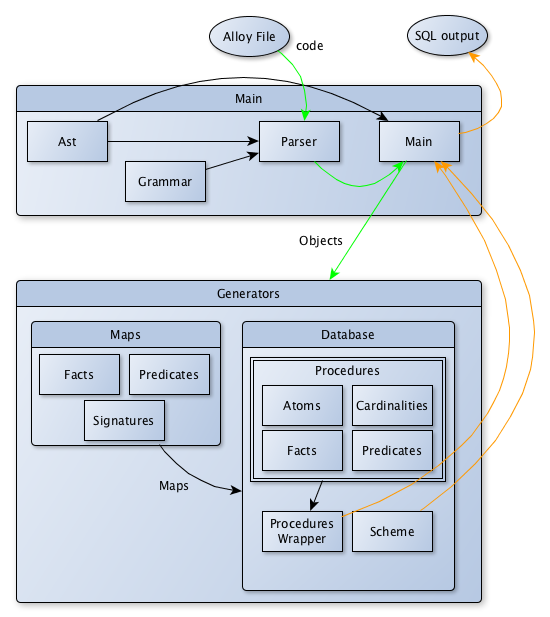 Alloy File
code
SQL output
Main
Ast
Parser
Main
Grammar
Objects
Generators
Maps
Facts
Predicates
Signatures
Maps
Database
Procedures
Atoms
Cardinalities
Facts
Predicates
Procedures
Wrapper
Scheme